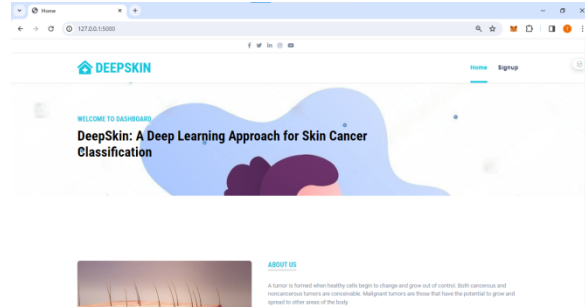 Home
127.0.0.1:5000
DEEPSKIN
Home Signup
WELCOME TO DASHBOARD
DeepSkin: A Deep Learning Approach for Skin Cancer
Classification
ABOUT US
A tumor is formed when healthy cells begin to change and grow out of control. Both cancerous and
noncancerous tumors are conceivable. Malignant tumors are those that have the potential to grow and
spread to other areas of the body.